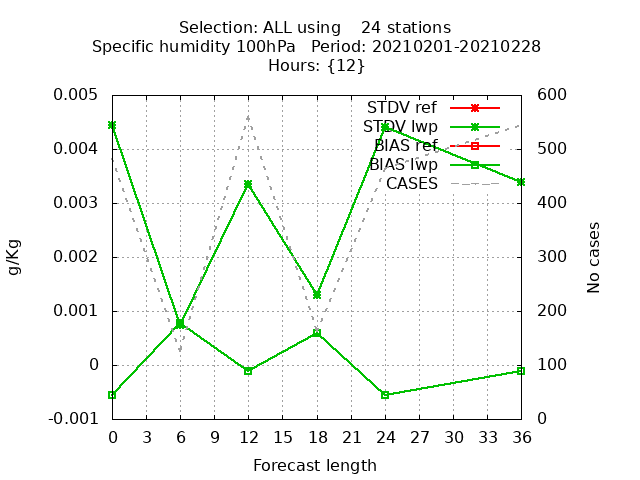 Selection: ALL using    24 stations
Specific humidity 100hPa   Period: 20210201-20210228
Hours: {12}
0.005
0.004
0.003
0.002
0.001
0
-0.001
g/Kg
STDV ref
STDV lwp
BIAS ref
BIAS lwp
CASES
600
500
400
300
200
100
0
No cases
0 3 6 9 12 15 18 21 24 27 30 33 36
Forecast length